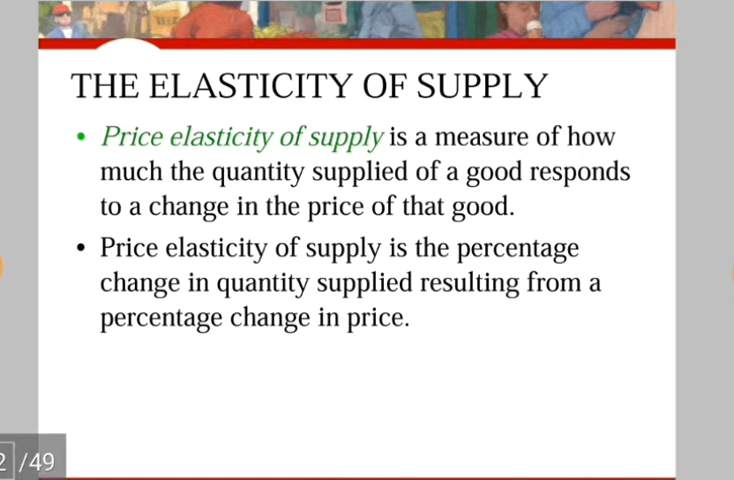 THE ELASTICITY OF SUPPLY
• Price elasticity of supply is a measure of how
much the quantity supplied of a good responds
to a change in the price of that good.
• Price elasticity of supply is the percentage
change in quantity supplied resulting from a
percentage change in price.
2 /49